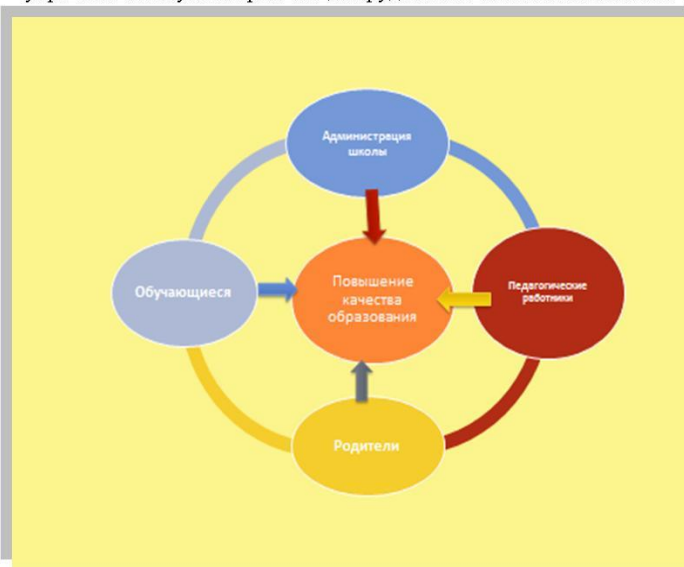 Администрация
школы
Обучающиеся
Повышение
качества
образования
Педагогические
работники
Родители